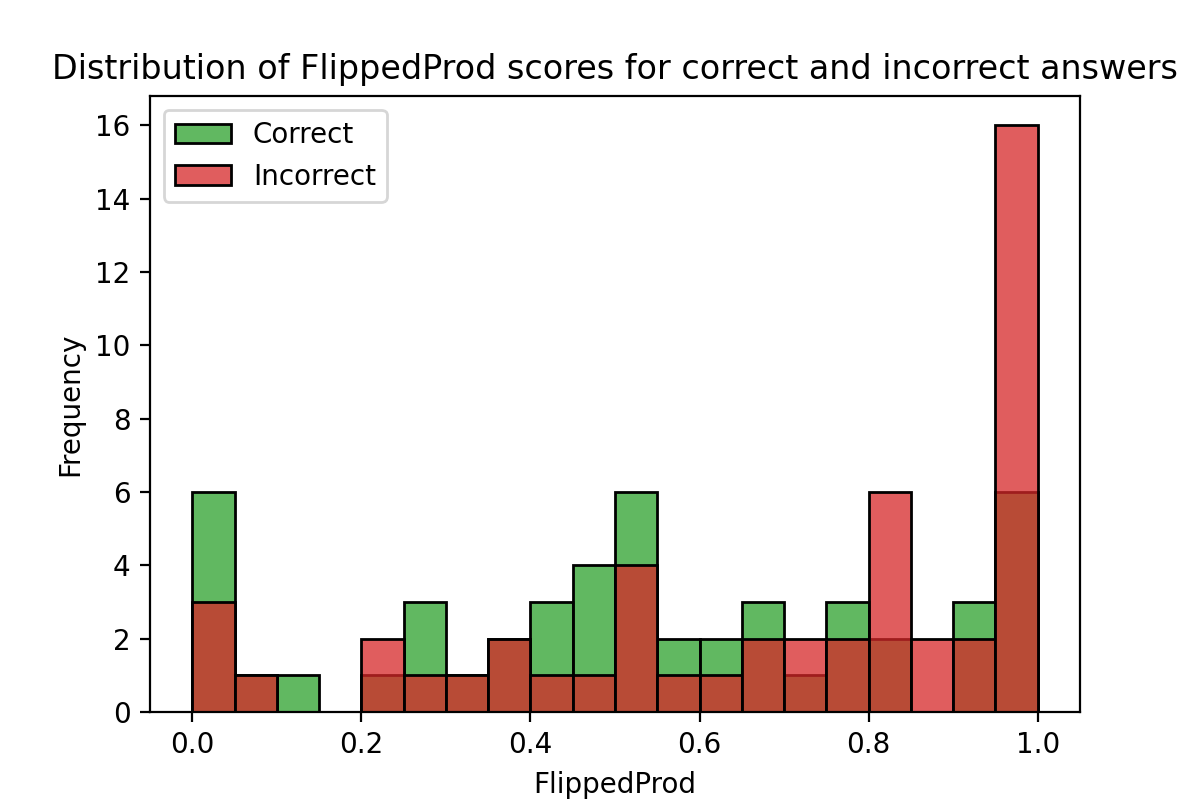 Distribution of FlippedProd scores for correct and incorrect answers
Correct
Incorrect
16
14
12
10
8
6
4
2
0
Frequency
0.0 0.2 0.4 0.6 0.8 1.0
FlippedProd